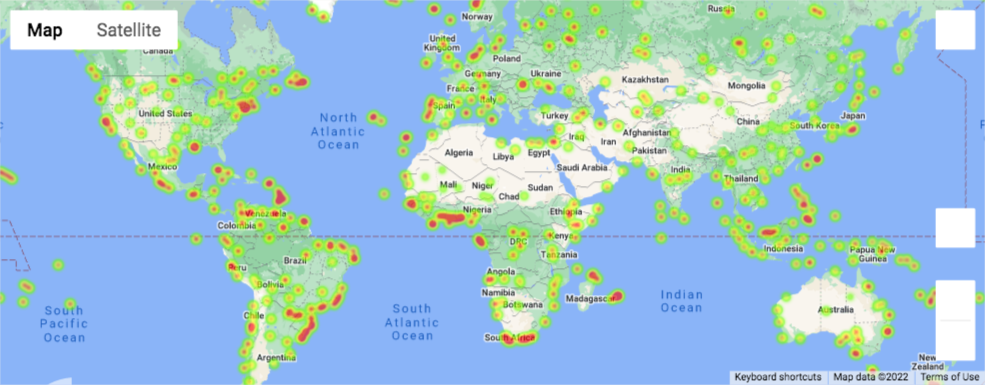 Map Satellite
Canada
Norway
Russia
United
Kingdom
Poland
Germany
Ukraine
Kazakhstan
France
Mongolia
Spain
Italy
United States
North
Atlantic
Ocean
Turkey
China
South Korea
Japan
Iraq
Iran
Afghanistan
Pakistan
Algeria
Libya
Egypt
Mexico
Saudi Arabia
India
Thailand
Mali
Niger
Chad
Sudan
Venezuela
Nigeria
Ethiopia
Colombia
DRC
Kenya
Indonesia
Papua New
Guinea
Tanzania
Peru
Brazil
Angola
Bolivia
Namibia
Botswana
Madagascar
Indian
Ocean
South
Pacific
Ocean
Chile
South
Atlantic
Ocean
Australia
South Africa
Argentina
New
Zealand
Keyboard shortcuts Map data ©2022 Terms of Use